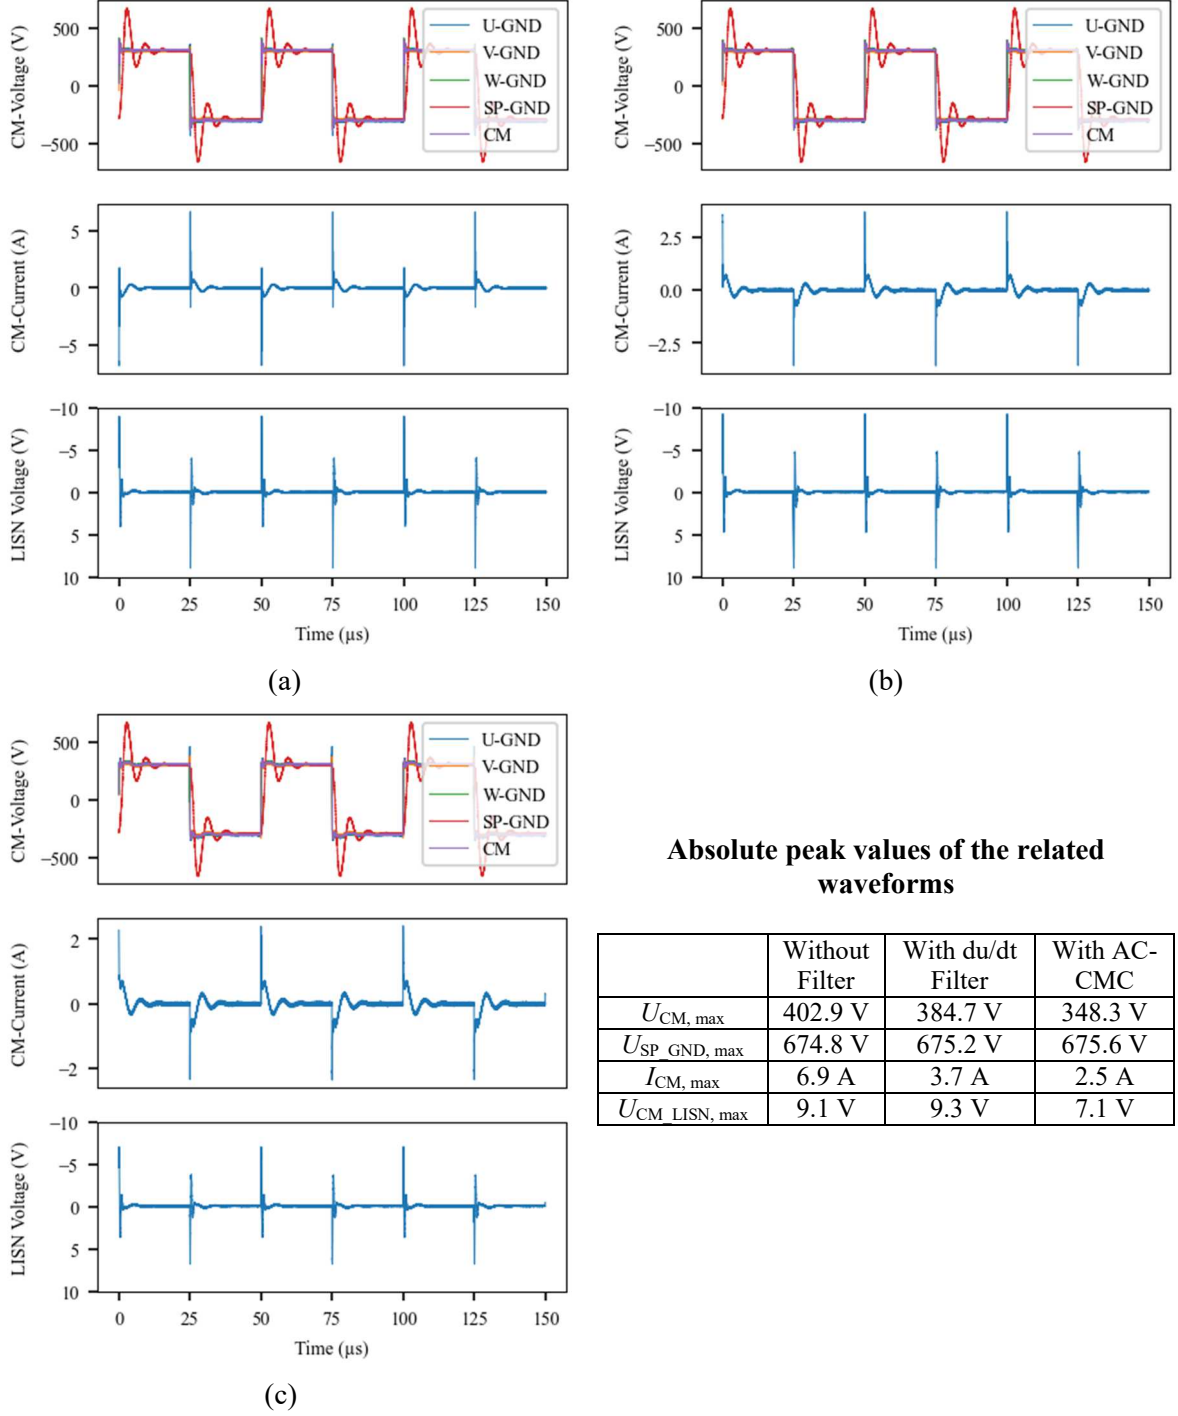 CM-Voltage (V)
500
0
−500
U-GND
V-GND
W-GND
SP-GND
CM
CM-Current (A)
5
0
−5
LISN Voltage (V)
−10
−5
0
5
10
0 25 50 75 100 125 150
Time (µs)
(a)
CM-Voltage (V)
500
0
−500
U-GND
V-GND
W-GND
SP-GND
CM
CM-Current (A)
2.5
0.0
−2.5
LISN Voltage (V)
−10
−5
0
5
10
0 25 50 75 100 125 150
Time (µs)
(b)
CM-Voltage (V)
500
0
−500
U-GND
V-GND
W-GND
SP-GND
CM
CM-Current (A)
2
0
−2
LISN Voltage (V)
−10
−5
0
5
10
0 25 50 75 100 125 150
Time (µs)
(c)
Absolute peak values of the related
waveforms
Without Filter With du/dt Filter With AC-CMC
U CM, max 402.9 V 384.7 V 348.3 V
U SP_GND, max 674.8 V 675.2 V 675.6 V
I CM, max 6.9 A 3.7 A 2.5 A
U CM_LISN, max 9.1 V 9.3 V 7.1 V